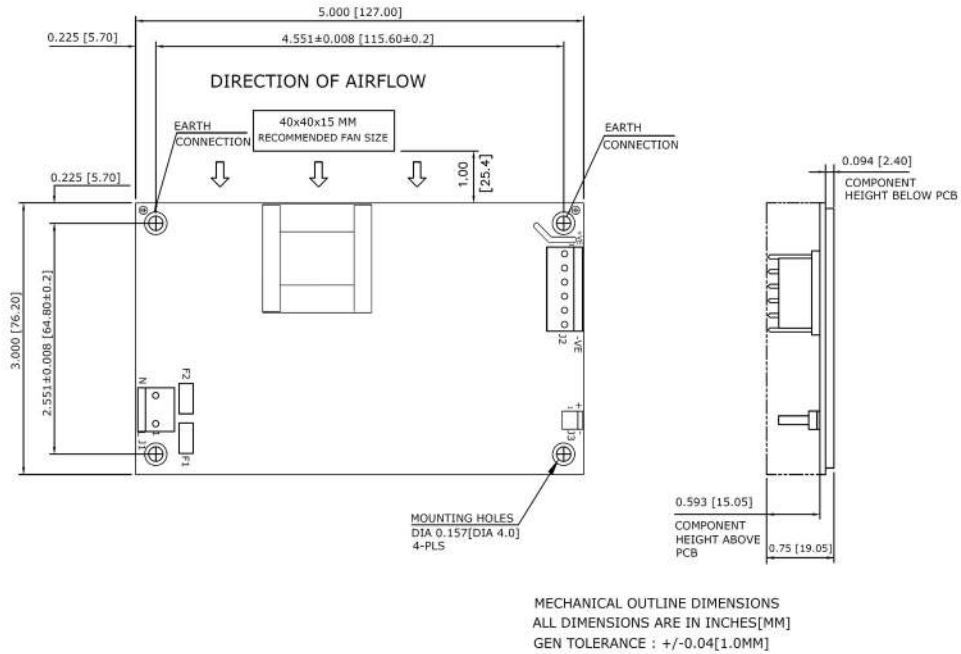 5.000 [127.00]
0.225 [5.70]
4.551±0.008 [115.60±0.2]
DIRECTION OF AIRFLOW
40x40x15 MM
RECOMMENDED FAN SIZE
EARTH
CONNECTION
EARTH
CONNECTION
1.00
[25.4]
0.225 [5.70]
0.094 [2.40]
COMPONENT
HEIGHT BELOW PCB
3.000 [76.20]
2.551±0.008 [64.80±0.2]
+VE
1
J2
-VE
N
F2
J1
F1
+
1
-
J3
MOUNTING HOLES
DIA 0.157[DIA 4.0]
4-PLS
0.593 [15.05]
COMPONENT
HEIGHT ABOVE
PCB
0.75 [19.05]
MECHANICAL OUTLINE DIMENSIONS
ALL DIMENSIONS ARE IN INCHES[MM]
GEN TOLERANCE : +/-0.04[1.0MM]